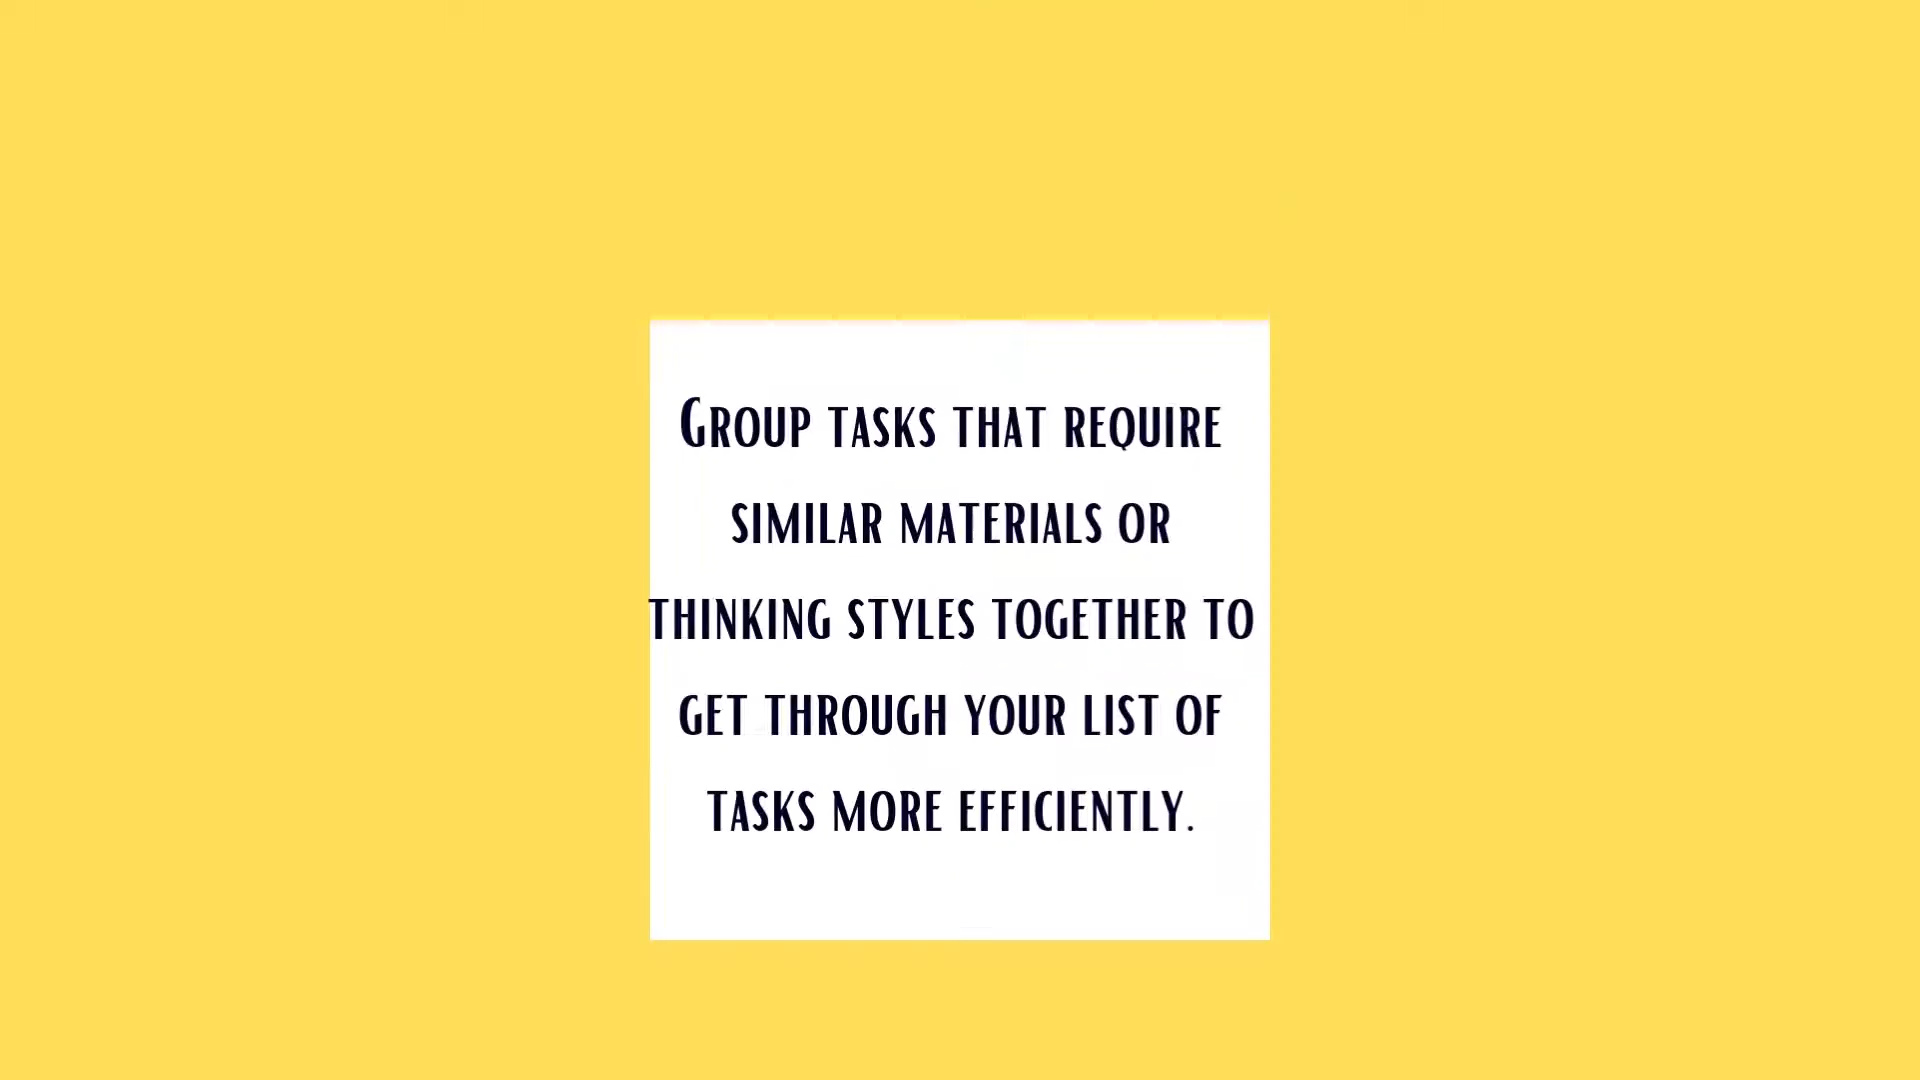 Group tasks that require
similar materials or
thinking styles together to
get through your list of
tasks more efficiently.